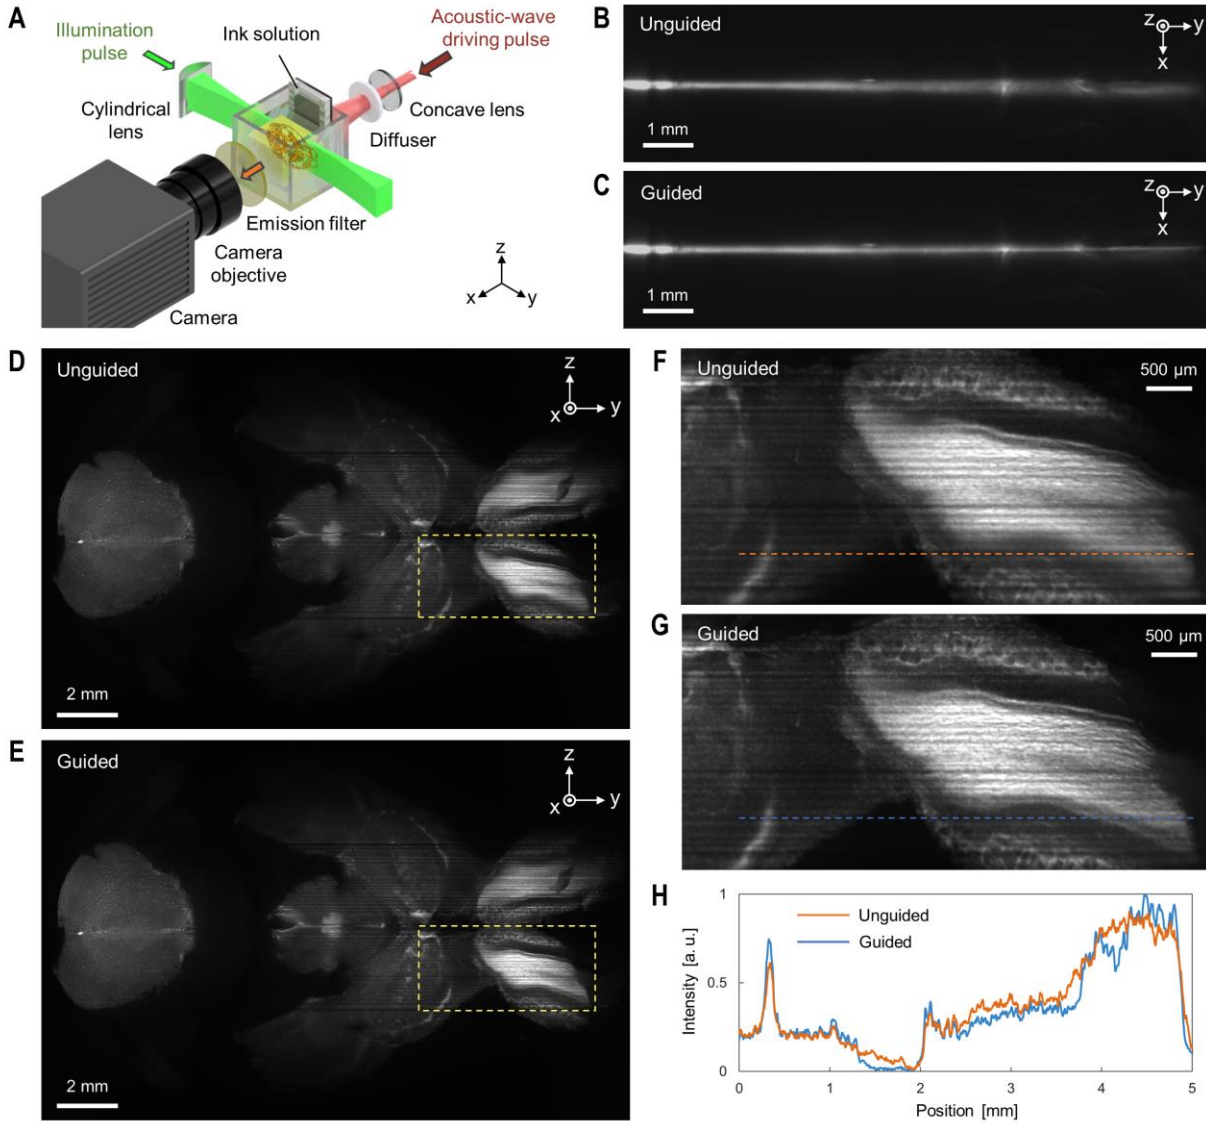 A
Illumination
pulse
Ink solution
Acoustic-wave
driving pulse
Cylindrical
lens
Concave lens
Diffuser
Emission filter
Camera
objective
Camera
z
x
y
B
Unguided
z
y
x
1 mm
C
Guided
z
y
x
1 mm
D
Unguided
z
x
y
2 mm
E
Guided
z
x
y
2 mm
F
Unguided
500 µm
G
Guided
500 µm
H
Unguided
Guided
Intensity [a. u.]
1
0.5
0
0 1 2 3 4 5
Position [mm]